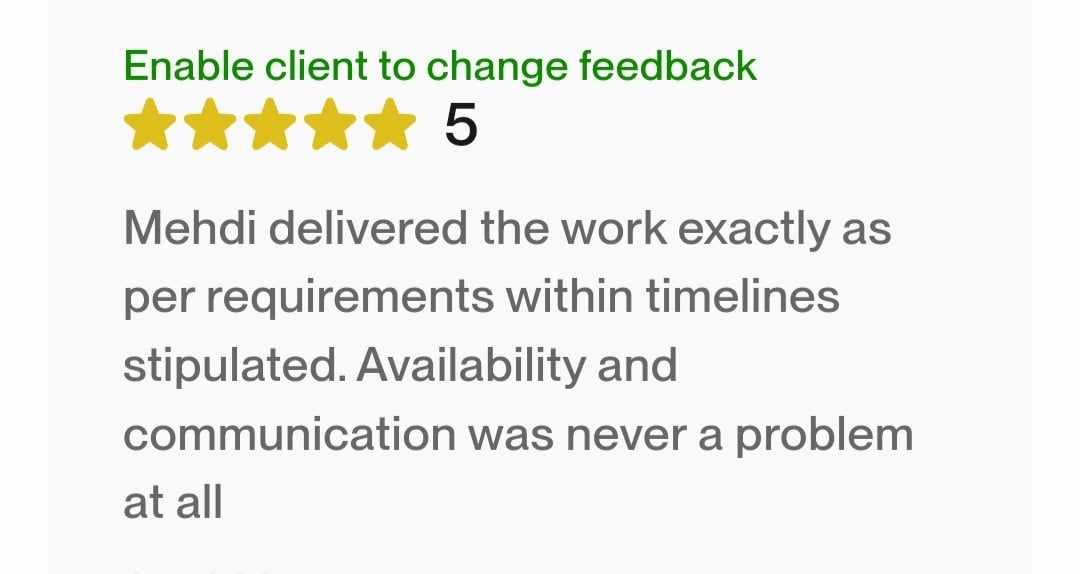 Enable client to change feedback
5
Mehdi delivered the work exactly as
per requirements within timelines
stipulated. Availability and
communication was never a problem
at all